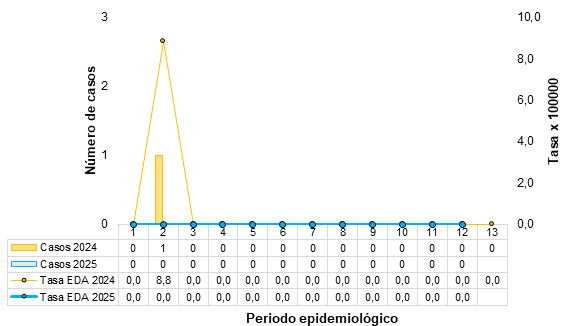 3 10,0
8,0
2 6,0
Número de casos Tasa x 100000
1 4,0
2,0
0 0,0
1 2 3 4 5 6 7 8 9 10 11 12 13
Casos 2024 0 1 0 0 0 0 0 0 0 0 0 0 0
Casos 2025 0 0 0 0 0 0 0 0 0 0 0 0
Tasa EDA 2024 0,0 8,8 0,0 0,0 0,0 0,0 0,0 0,0 0,0 0,0 0,0 0,0 0,0
Tasa EDA 2025 0,0 0,0 0,0 0,0 0,0 0,0 0,0 0,0 0,0 0,0 0,0 0,0
Periodo epidemiológico